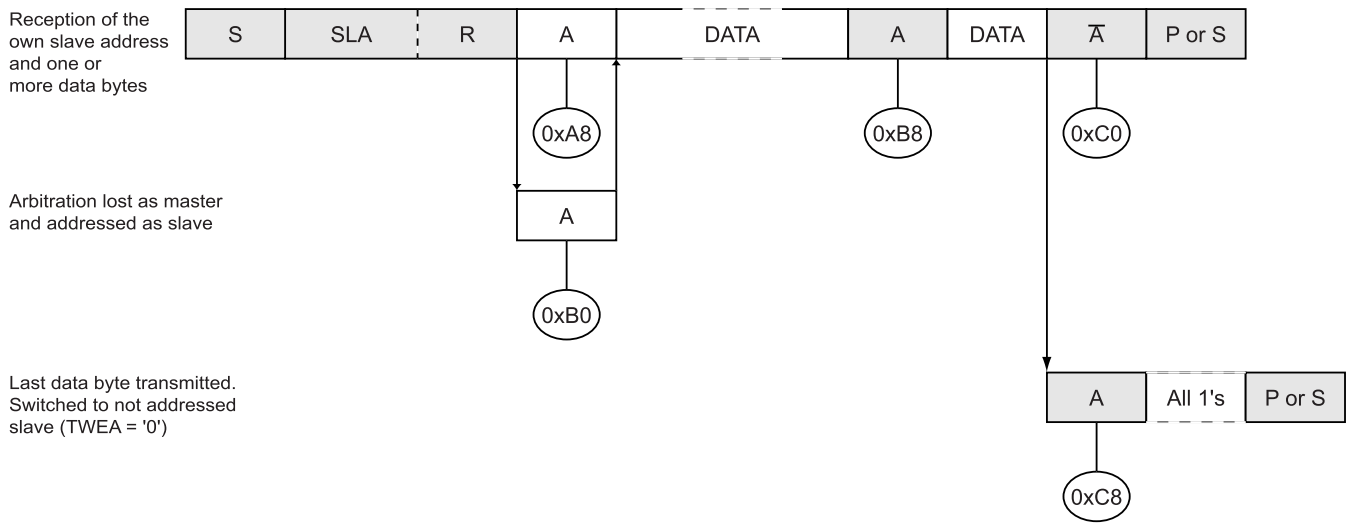 Reception of the
own slave address
and one or
more data bytes
S SLA R A DATA A DATA A̅ P or S
0xA8 0xB8 0xC0
Arbitration lost as master
and addressed as slave
A
0xB0
Last data byte transmitted.
Switched to not addressed
slave (TWEA = '0')
A All 1's P or S
0xC8